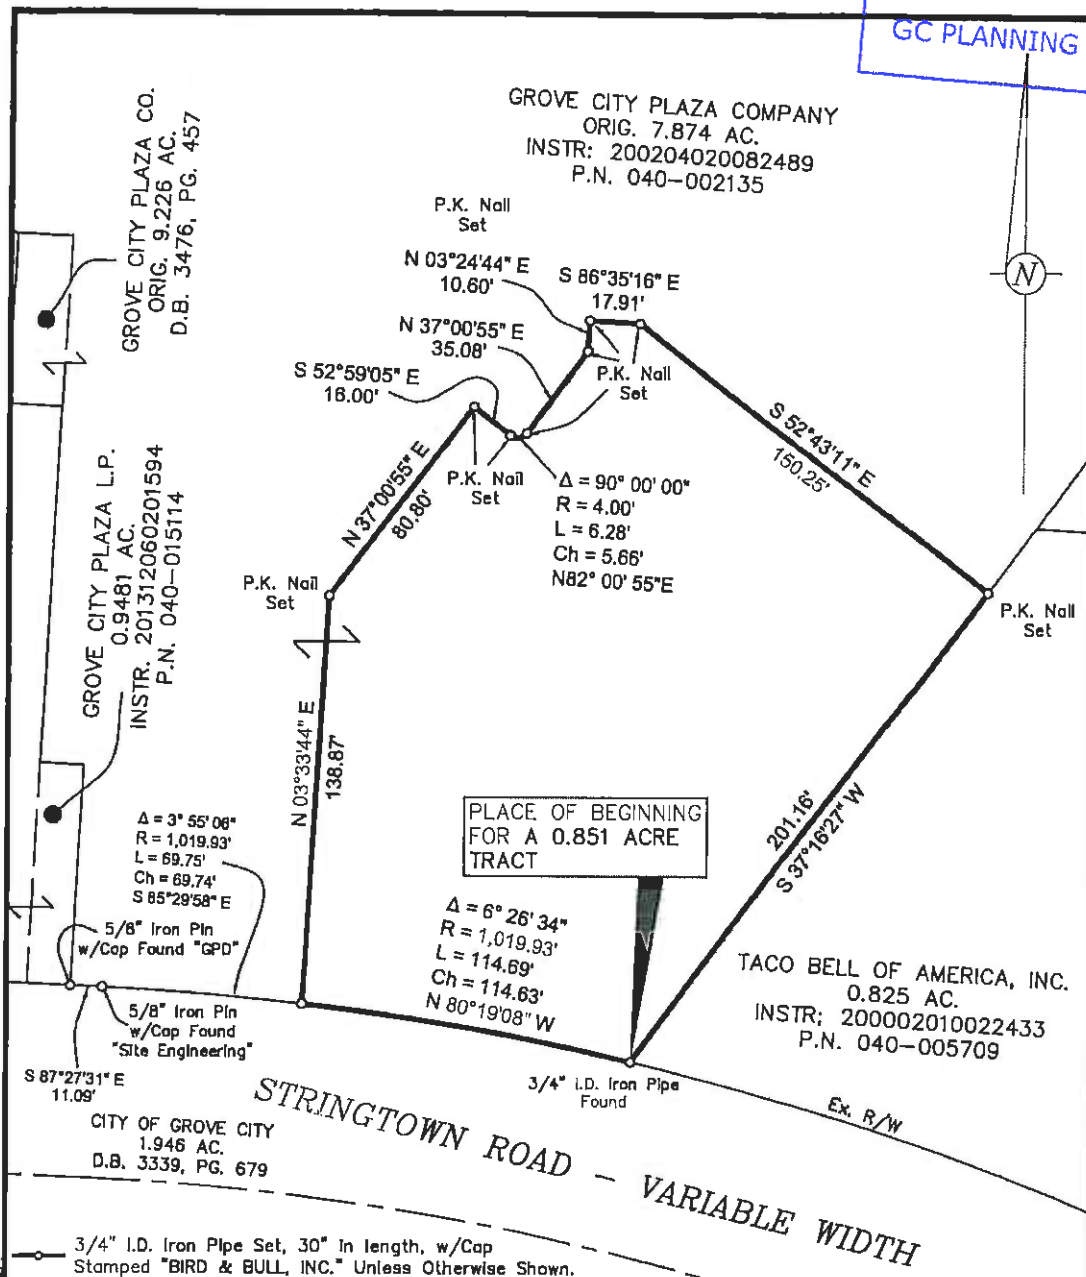 GC PLANNING
GROVE CITY PLAZA COMPANY
ORIG. 7.874 AC.
INSTR: 200204020082489
P.N. 040-002135
GROVE CITY PLAZA CO.
ORIG. 9.226 AC.
D.B. 3476, PG. 457
P.K. Nail
Set
N 03°24'44" E
10.60'
S 86°35'16" E
17.91'
N 37°00'55" E
35.08'
P.K. Nail
Set
S 52°59'05" E
16.00'
S 52°43'11" E
150.25'
N
N 37°00'55" E
80.80'
P.K. Nail
Set
Δ = 90° 00' 00"
R = 4.00'
L = 6.28'
Ch = 5.66'
N82° 00' 55"E
P.K. Nail
Set
P.K. Nail
Set
GROVE CITY PLAZA L.P.
0.9481 AC.
INSTR. 201312060201594
P.N. 040-015114
N 03°33'44" E
138.87'
PLACE OF BEGINNING
FOR A 0.851 ACRE
TRACT
201.16'
S 37°16'27" W
Δ = 3° 55' 06"
R = 1,019.93'
L = 69.75'
Ch = 69.74'
S 85°29'58" E
5/8" Iron Pin
w/Cap Found "GPD"
Δ = 6° 26' 34"
R = 1,019.93'
L = 114.69'
Ch = 114.63'
N 80°19'08" W
TACO BELL OF AMERICA, INC.
0.825 AC.
INSTR: 200002010022433
P.N. 040-005709
5/8" Iron Pin
w/Cap Found
"Site Engineering"
S 87°27'31" E
11.09'
3/4" I.D. Iron Pipe
Found
Ex. R/W
CITY OF GROVE CITY
1.946 AC.
D.B. 3339, PG. 679
STRINGTOWN ROAD - VARIABLE WIDTH
3/4" I.D. Iron Pipe Set, 30" In length, w/Cap
Stamped "BIRD & BULL, INC." Unless Otherwise Shown.